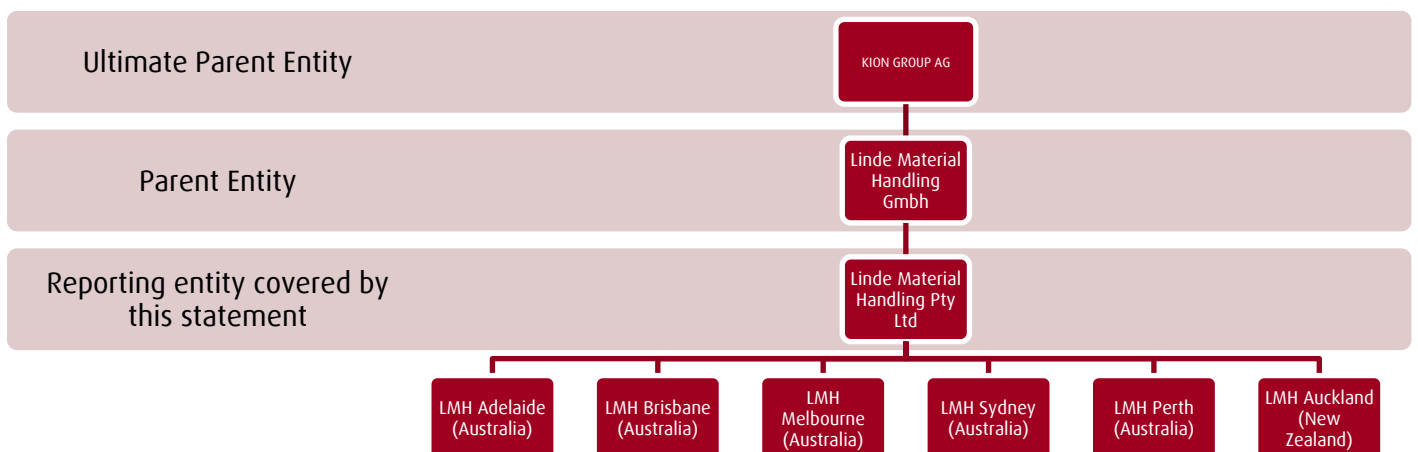 Ultimate Parent Entity
KION GROUP AG
Parent Entity
Linde Material
Handling
Gmbh
Reporting entity covered by
this statement
Linde Material
Handling Pty
Ltd
LMH Adelaide
(Australia)
LMH Brisbane
(Australia)
LMH
Melbourne
(Australia)
LMH Sydney
(Australia)
LMH Perth
(Australia)
LMH Auckland
(New
Zealand)